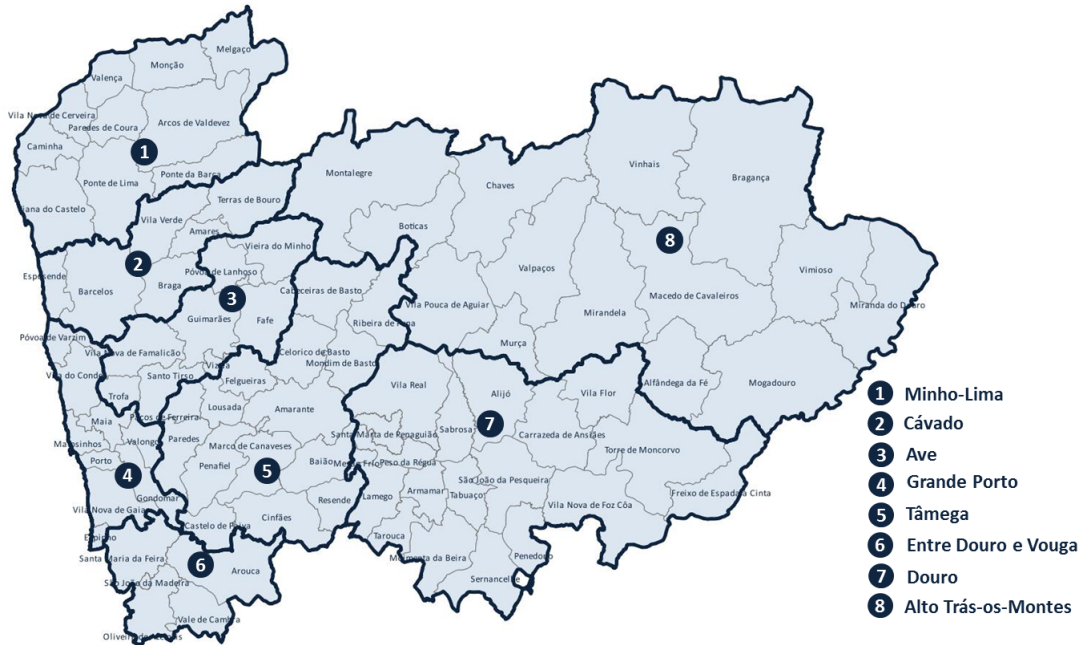 Melgaço
Monção
Valença
Vila Nova de Cerveira
Paredes de Coura
Arcos de Valdevez
Caminha
1
Ponte da Barca
Ponte de Lima
Viana do Castelo
Terras de Bouro
Vila Verde
Amares
Montalegre
Chaves
Vinhais
Bragança
Boticas
8
Vieira do Minho
2
Póvoa de Lanhoso
Esposende
Braga
Barcelos
3
Cabeceiras de Basto
Valpaços
Vimioso
Macedo de Cavaleiros
Vila Pouca de Aguiar
Miranda do Douro
Mirandela
Guimarães
Fafe
Ribeira de Pena
Póvoa de Varzim
Murça
Vila Nova de Famalicão
Celorico de Basto
Mondim de Basto
Vizela
Vila do Conde
Santo Tirso
Felgueiras
Vila Real
Alfândega da Fé
Mogadouro
Trofa
Alijó
Vila Flor
Lousada
Amarante
Paços de Ferreira
Maia
7
Sabrosa
Santa Marta de Penaguião
Carrazeda de Ansiães
Matosinhos
Valongo
Paredes
Marco de Canaveses
Torre de Moncorvo
Porto
Penafiel
5
Baião
Mesão Frio
Peso da Régua
4
São João da Pesqueira
Gondomar
Resende
Lamego
Armamar
Tabuaço
Freixo de Espada à Cinta
Vila Nova de Gaia
Vila Nova de Foz Côa
Castelo de Paiva
Cinfães
Espinho
Tarouca
Santa Maria da Feira
6
Arouca
Moimenta da Beira
Penedono
São João da Madeira
Sernancelhe
Vale de Cambra
Oliveira de Azeméis
1 Minho-Lima
2 Cávado
3 Ave
4 Grande Porto
5 Tâmega
6 Entre Douro e Vouga
7 Douro
8 Alto Trás-os-Montes